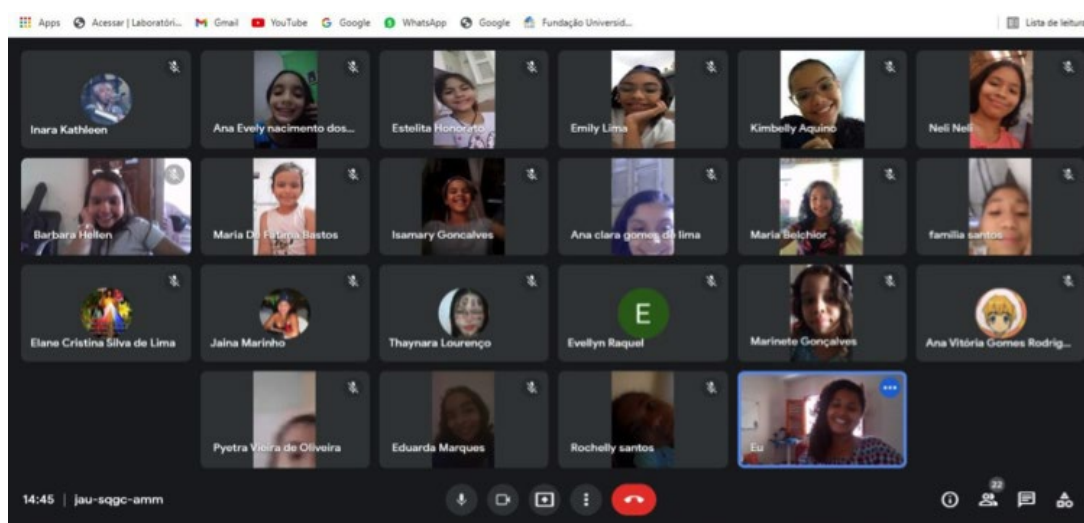 Apps Acessar | Laboratóri... Gmail YouTube Google WhatsApp Google Fundação Universid... Lista de leitura
Inara Kathleen Ana Evely nacimento dos... Estelita Honorato Emily Lima Kimbelly Aquino Neli Neli
Barbara Hellen Maria De Fatima Bastos Isamary Goncalves Ana clara gomes de lima Maria Belchior familia santos
Elane Cristina Silva de Lima Jaina Marinho Thaynara Lourenço E Evellyn Raquel Marinete Gonçalves Ana Vitória Gomes Rodrig...
Pyetra Vieira de Oliveira Eduarda Marques Rochelly santos Eu
14:45 | jau-sqgc-amm 22